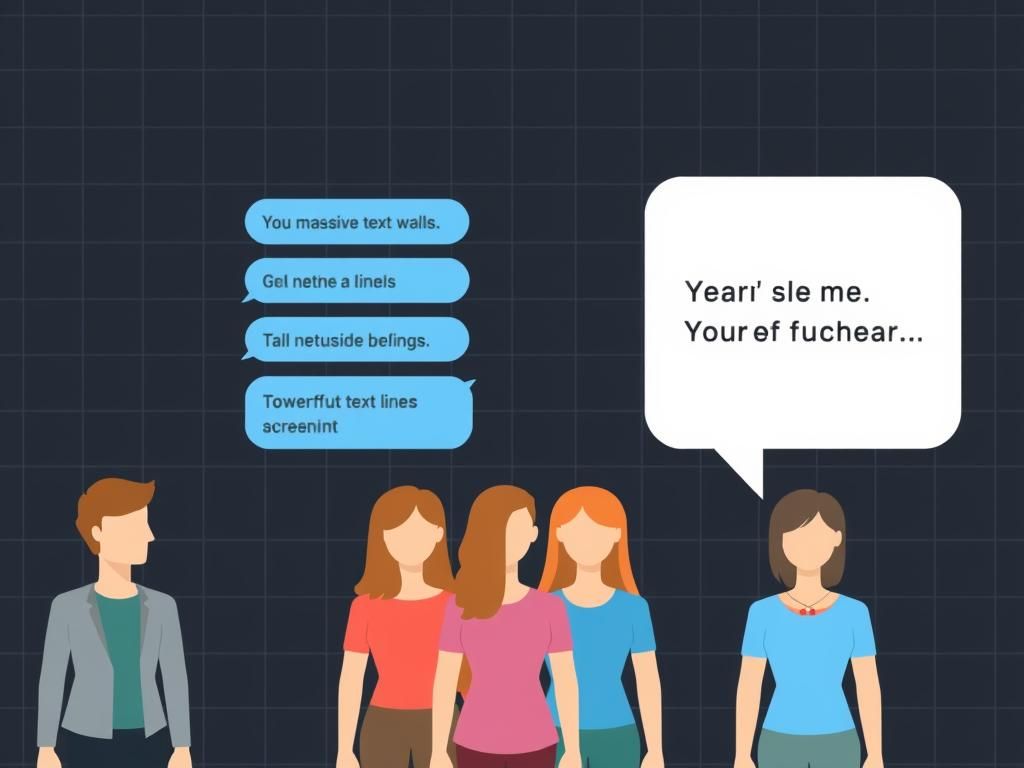 You massive text walls.
Gel netne a linels
Tall netuside befings.
Towerffut text lines
screenint
Yearı' sle me.
Your ef fuchear...